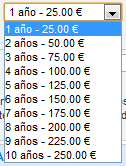 1 año - 25.00 €
1 año - 25.00 €
2 años - 50.00 €
3 años - 75.00 €
4 años - 100.00 €
5 años - 125.00 €
6 años - 150.00 €
7 años - 175.00 €
8 años - 200.00 €
9 años - 225.00 €
10 años - 250.00 €